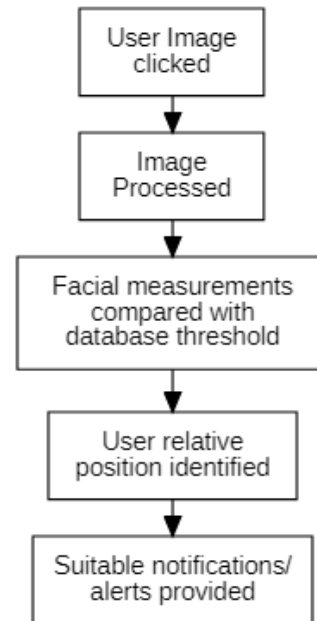 User Image
clicked
Image
Processed
Facial measurements
compared with
database threshold
User relative
position identified
Suitable notifications/
alerts provided